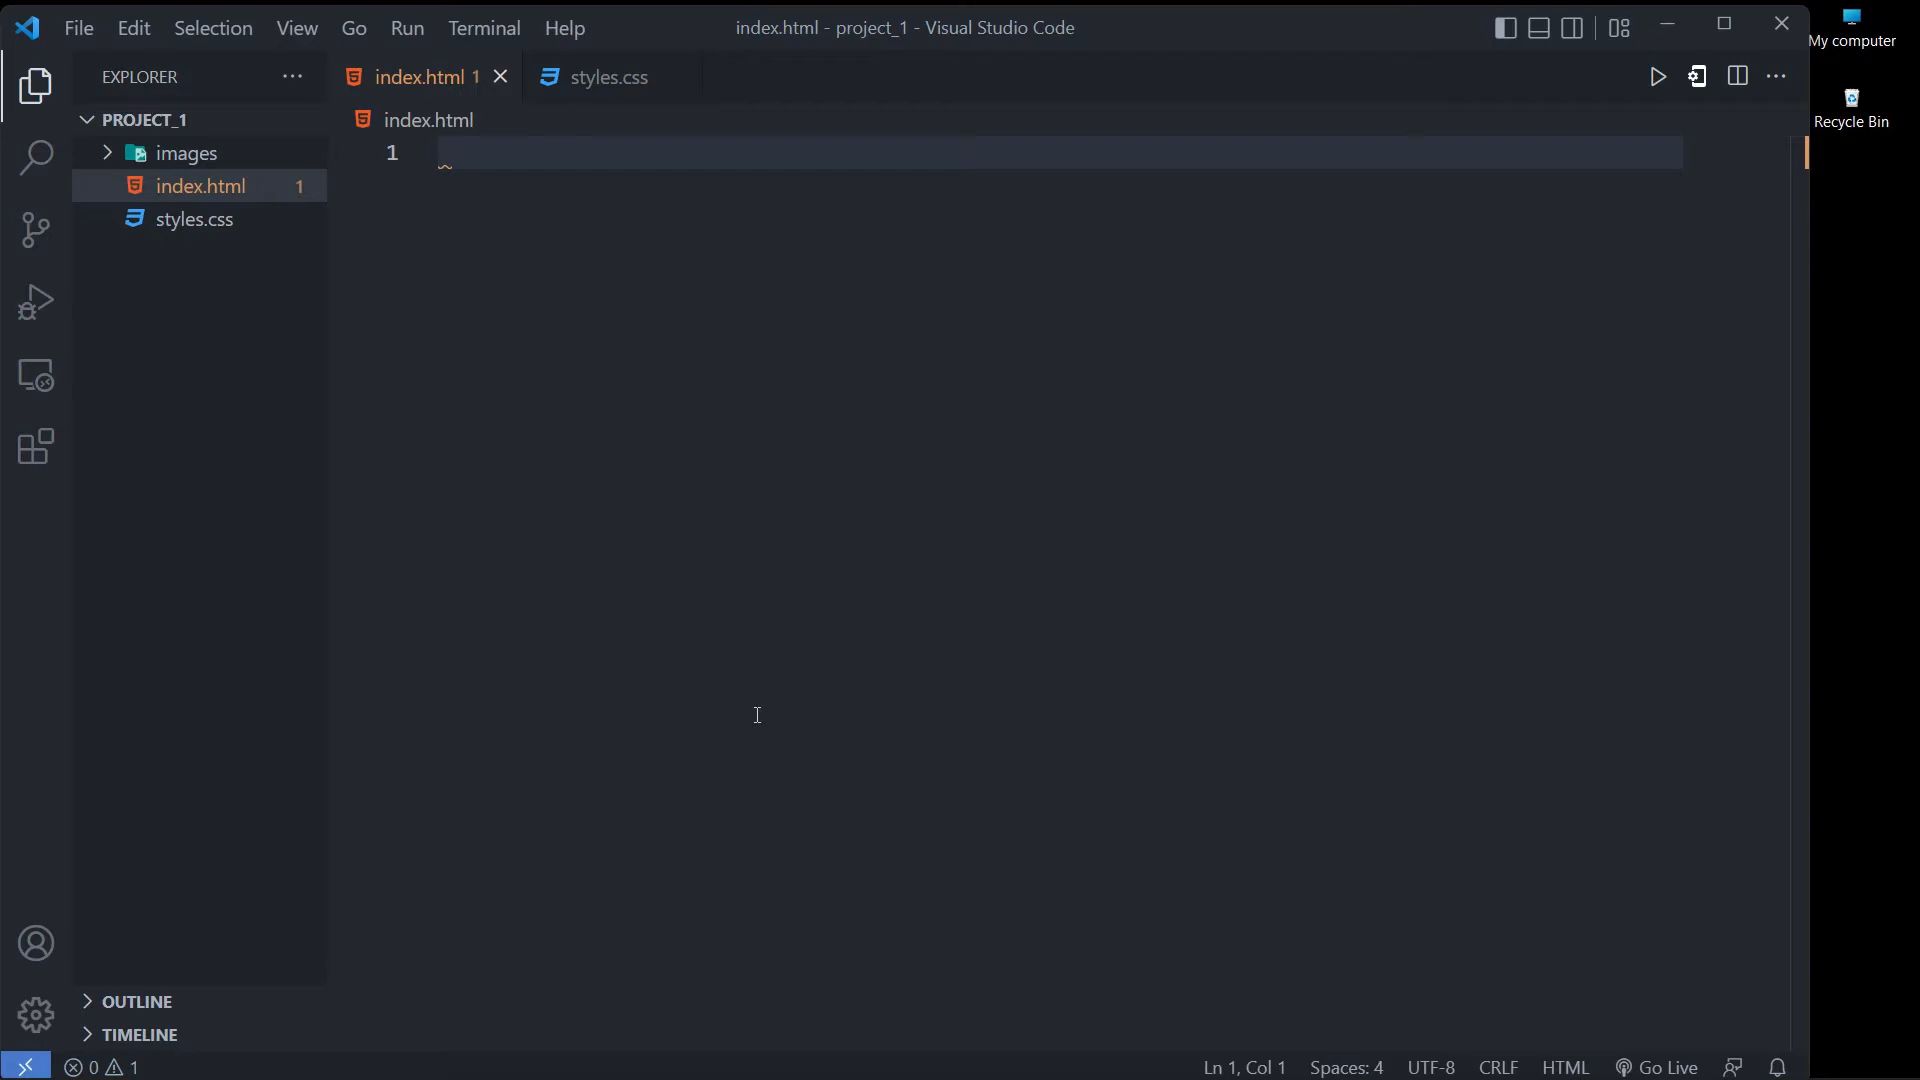 File Edit Selection View Go Run Terminal Help
index.html - project_1 - Visual Studio Code
My computer
EXPLORER
index.html 1
styles.css
Recycle Bin
PROJECT_1
index.html
images
1
index.html 1
styles.css
OUTLINE
TIMELINE
0 1
Ln 1, Col 1 Spaces: 4 UTF-8 CRLF HTML Go Live